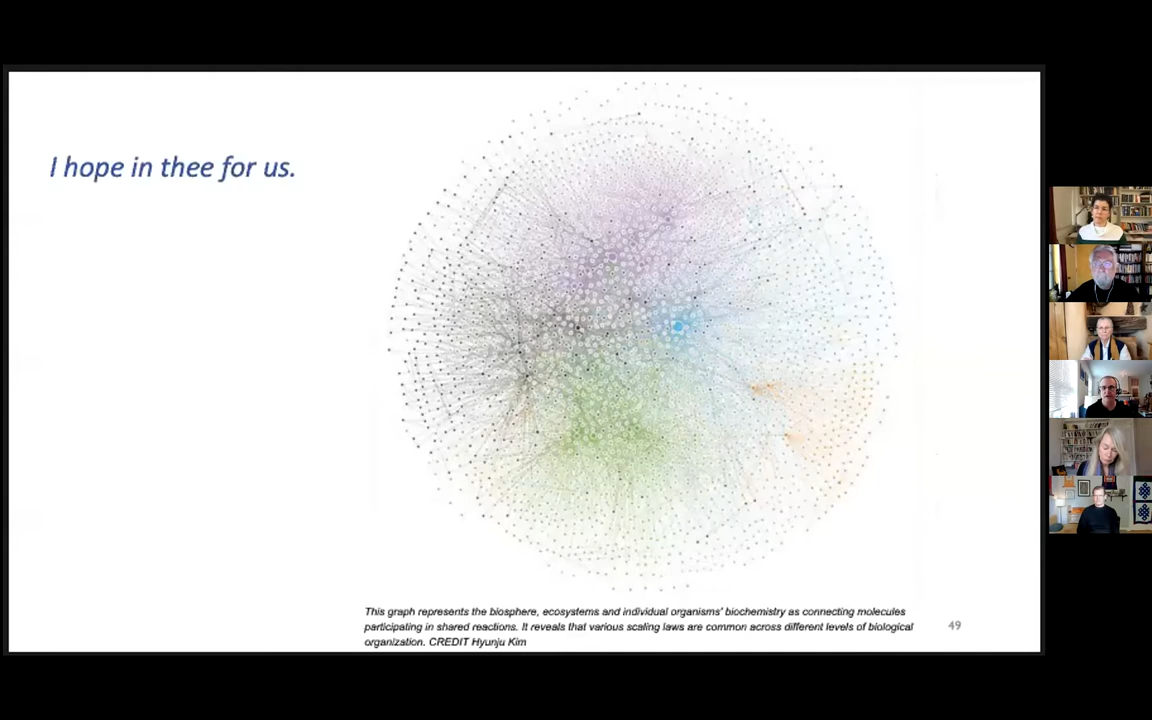 I hope in thee for us.
This graph represents the biosphere, ecosystems and individual organisms' biochemistry as connecting molecules
participating in shared reactions. It reveals that various scaling laws are common across different levels of biological
organization. CREDIT Hyunju Kim
49